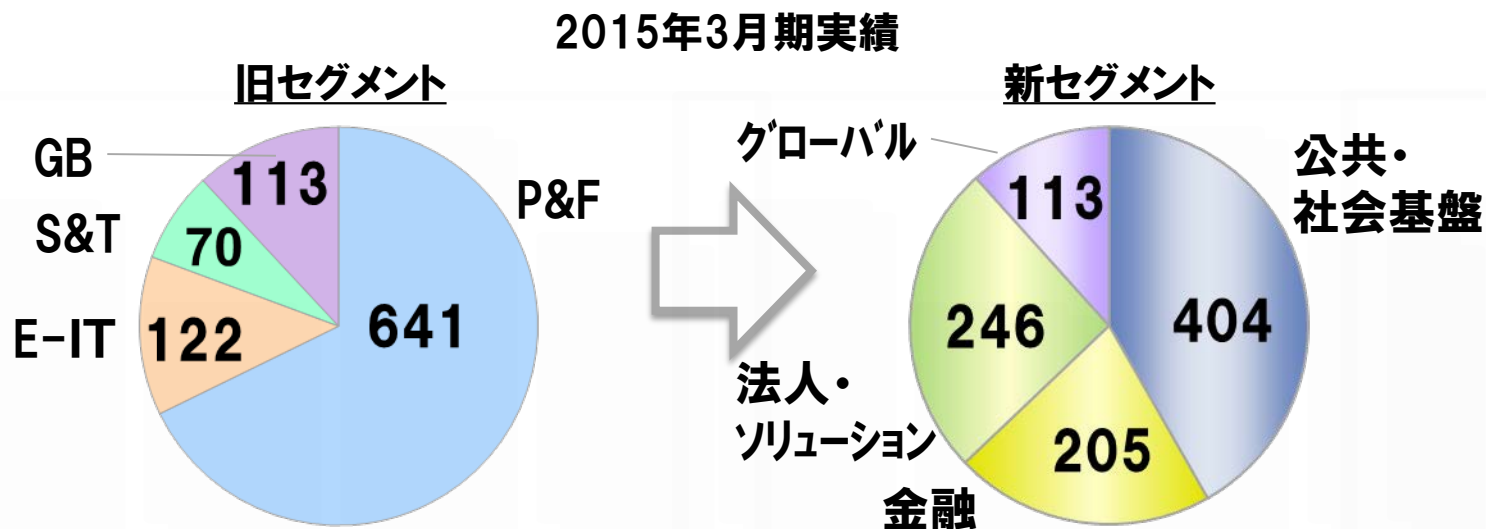 2015年3月期実績
旧セグメント
GB
113
P&F
S&T
70
E-IT
122
641
新セグメント
グローバル
113
公共・
社会基盤
246
404
法人・
ソリューション
205
金融